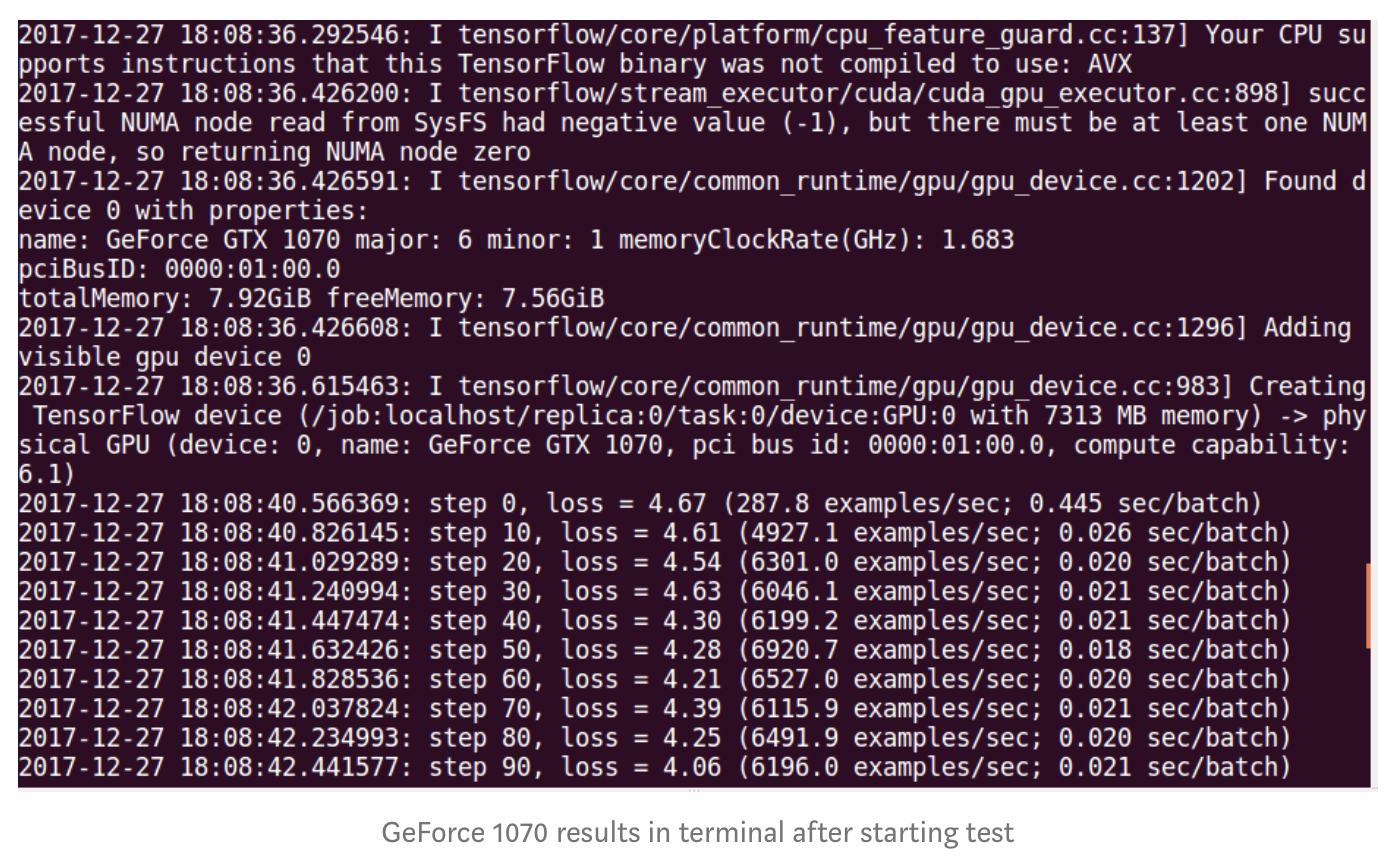 2017-12-27 18:08:36.292546: I tensorflow/core/platform/cpu_feature_guard.cc:137] Your CPU su
pports instructions that this TensorFlow binary was not compiled to use: AVX
2017-12-27 18:08:36.426200: I tensorflow/stream_executor/cuda/cuda_gpu_executor.cc:898] succ
essful NUMA node read from SysFS had negative value (-1), but there must be at least one NUM
A node, so returning NUMA node zero
2017-12-27 18:08:36.426591: I tensorflow/core/common_runtime/gpu/gpu_device.cc:1202] Found d
evice 0 with properties:
name: GeForce GTX 1070 major: 6 minor: 1 memoryClockRate(GHz): 1.683
pciBusID: 0000:01:00.0
totalMemory: 7.92GiB freeMemory: 7.56GiB
2017-12-27 18:08:36.426608: I tensorflow/core/common_runtime/gpu/gpu_device.cc:1296] Adding
visible gpu device 0
2017-12-27 18:08:36.615463: I tensorflow/core/common_runtime/gpu/gpu_device.cc:983] Creating
 TensorFlow device (/job:localhost/replica:0/task:0/device:GPU:0 with 7313 MB memory) -> phy
sical GPU (device: 0, name: GeForce GTX 1070, pci bus id: 0000:01:00.0, compute capability:
6.1)
2017-12-27 18:08:40.566369: step 0, loss = 4.67 (287.8 examples/sec; 0.445 sec/batch)
2017-12-27 18:08:40.826145: step 10, loss = 4.61 (4927.1 examples/sec; 0.026 sec/batch)
2017-12-27 18:08:41.029289: step 20, loss = 4.54 (6301.0 examples/sec; 0.020 sec/batch)
2017-12-27 18:08:41.240994: step 30, loss = 4.63 (6046.1 examples/sec; 0.021 sec/batch)
2017-12-27 18:08:41.447474: step 40, loss = 4.30 (6199.2 examples/sec; 0.021 sec/batch)
2017-12-27 18:08:41.632426: step 50, loss = 4.28 (6920.7 examples/sec; 0.018 sec/batch)
2017-12-27 18:08:41.828536: step 60, loss = 4.21 (6527.0 examples/sec; 0.020 sec/batch)
2017-12-27 18:08:42.037824: step 70, loss = 4.39 (6115.9 examples/sec; 0.021 sec/batch)
2017-12-27 18:08:42.234993: step 80, loss = 4.25 (6491.9 examples/sec; 0.020 sec/batch)
2017-12-27 18:08:42.441577: step 90, loss = 4.06 (6196.0 examples/sec; 0.021 sec/batch)
GeForce 1070 results in terminal after starting test